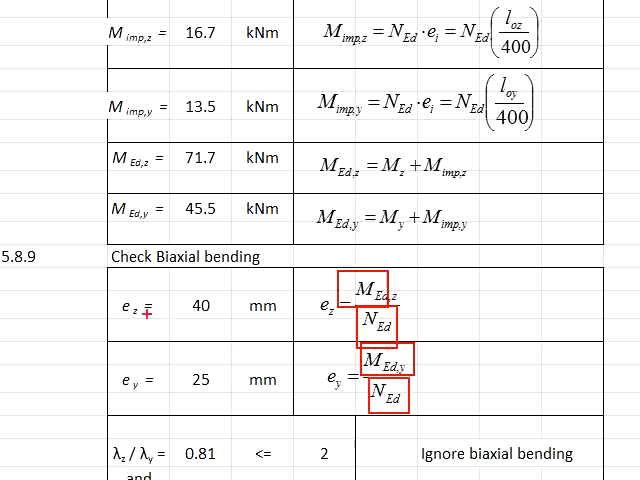 M imp,z = 16.7 kNm M_imp,z = N_Ed · e_i = N_Ed (l_oz / 400)
M imp,y = 13.5 kNm M_imp,y = N_Ed · e_i = N_Ed (l_oy / 400)
M Ed,z = 71.7 kNm M_Ed,z = M_z + M_imp,z
M Ed,y = 45.5 kNm M_Ed,y = M_y + M_imp,y
5.8.9 Check Biaxial bending
e z = 40 mm e_z = M_Ed,z / N_Ed
e y = 25 mm e_y = M_Ed,y / N_Ed
λz / λy = 0.81 <= 2 Ignore biaxial bending
and